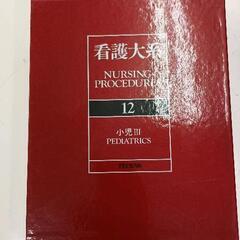 看護大系
NURSING
PROCEDURE
12
小児III
PEDIATRICS